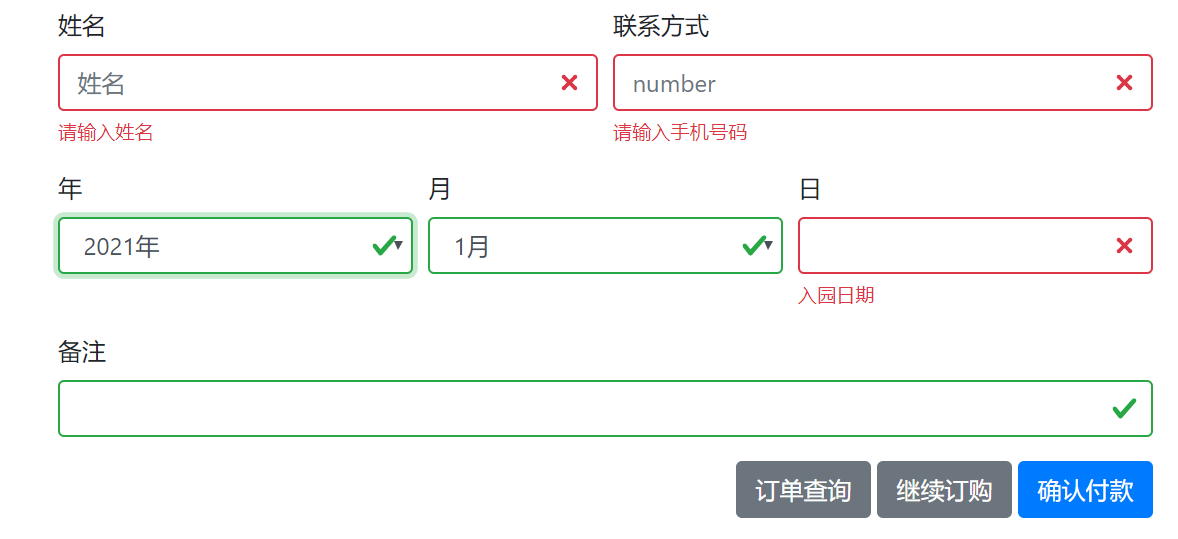 姓名 联系方式
姓名 number
请输入姓名 请输入手机号码
年 月 日
2021年 1月
入园日期
备注
订单查询 继续订购 确认付款